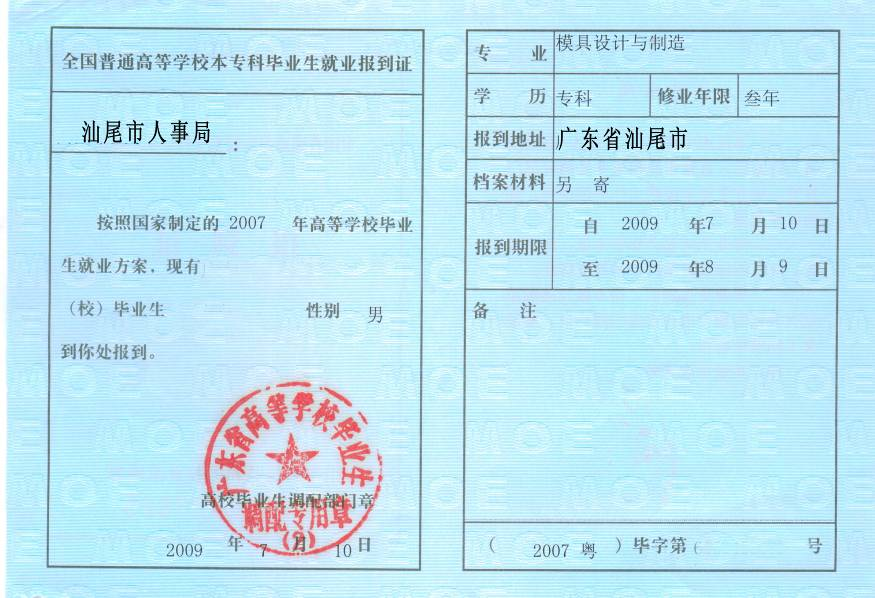 全国普通高等学校本专科毕业生就业报到证
汕尾市人事局：
按照国家制定的 2007 年高等学校毕业
生就业方案，现有
（校）毕业生 性别 男
到你处报到。
广东省高等学校毕业生
调配专用章
(2)
高校毕业生调配部门章
2009 年 7 月 10 日
专 业 模具设计与制造
学 历 专科 修业年限 叁年
报到地址 广东省汕尾市
档案材料 另 寄
报到期限 自 2009 年7 月 10 日
至 2009 年8 月 9 日
备 注
（ 2007 粤 ）毕字第（ 号
MOE